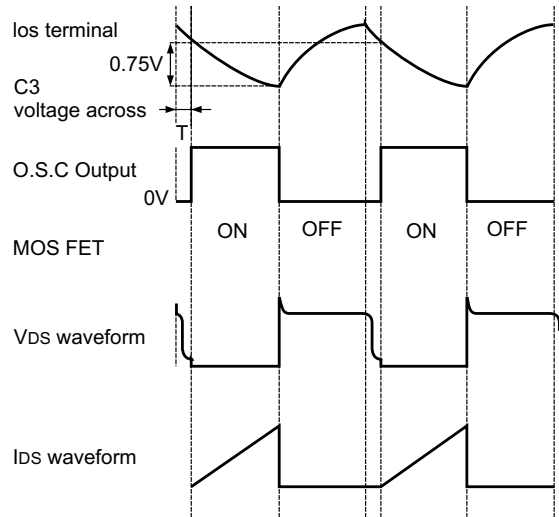 Ios terminal
0.75V
C3
voltage across
T
O.S.C Output
0V
ON OFF ON OFF
MOS FET
VDS waveform
IDS waveform